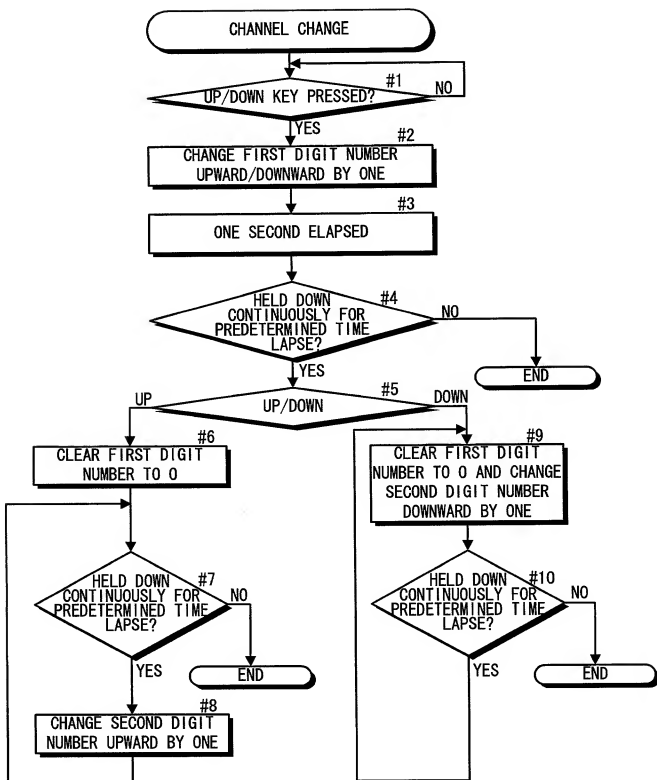 CHANNEL CHANGE
#1
UP/DOWN KEY PRESSED?
NO
YES
#2
CHANGE FIRST DIGIT NUMBER
UPWARD/DOWNWARD BY ONE
#3
ONE SECOND ELAPSED
#4
HELD DOWN
CONTINUOUSLY FOR
PREDETERMINED TIME
LAPSE?
NO
YES
END
#5
UP
UP/DOWN
DOWN
#6
CLEAR FIRST DIGIT
NUMBER TO 0
#9
CLEAR FIRST DIGIT
NUMBER TO 0 AND CHANGE
SECOND DIGIT NUMBER
DOWNWARD BY ONE
#7
HELD DOWN
CONTINUOUSLY FOR
PREDETERMINED TIME
LAPSE?
NO
YES
END
#10
HELD DOWN
CONTINUOUSLY FOR
PREDETERMINED TIME
LAPSE?
NO
YES
END
#8
CHANGE SECOND DIGIT
NUMBER UPWARD BY ONE